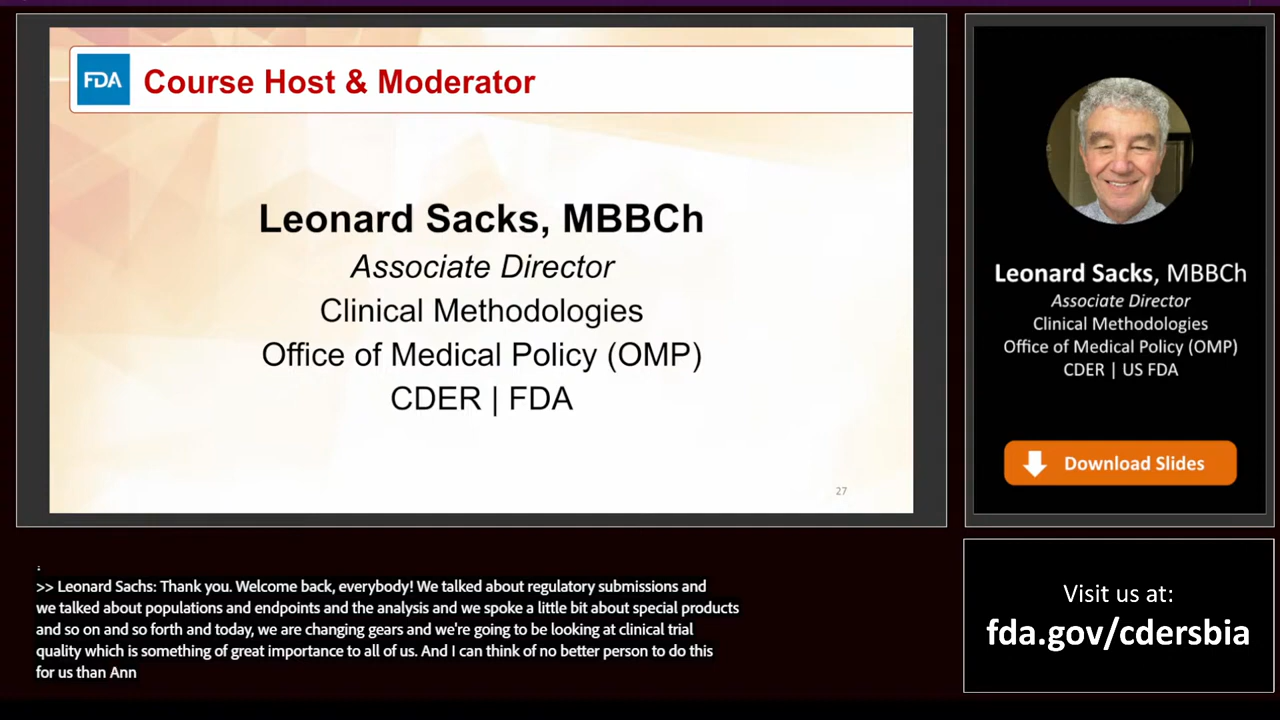 FDA
Course Host & Moderator
Leonard Sacks, MBBCh
Associate Director
Clinical Methodologies
Office of Medical Policy (OMP)
CDER | FDA
27
Leonard Sacks, MBBCh
Associate Director
Clinical Methodologies
Office of Medical Policy (OMP)
CDER | US FDA
Download Slides
.
>> Leonard Sachs: Thank you. Welcome back, everybody! We talked about regulatory submissions and
we talked about populations and endpoints and the analysis and we spoke a little bit about special products
and so on and so forth and today, we are changing gears and we're going to be looking at clinical trial
quality which is something of great importance to all of us. And I can think of no better person to do this
for us than Ann
Visit us at:
fda.gov/cdersbia